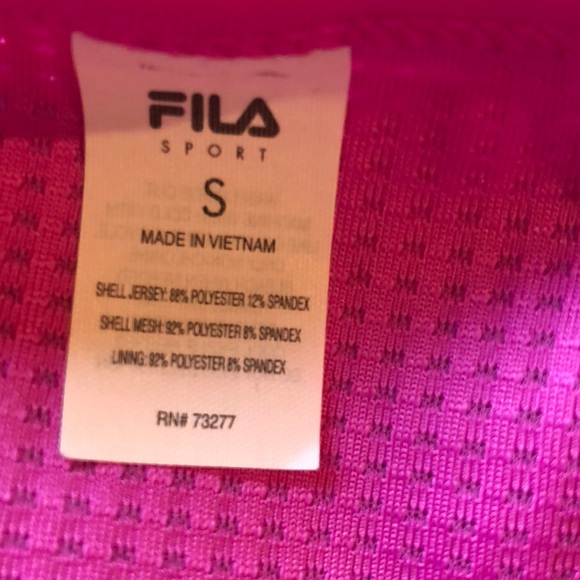 FILA
SPORT
S
MADE IN VIETNAM
SHELL JERSEY: 88% POLYESTER 12% SPANDEX
SHELL MESH: 92% POLYESTER 8% SPANDEX
LINING: 92% POLYESTER 8% SPANDEX
RN# 73277